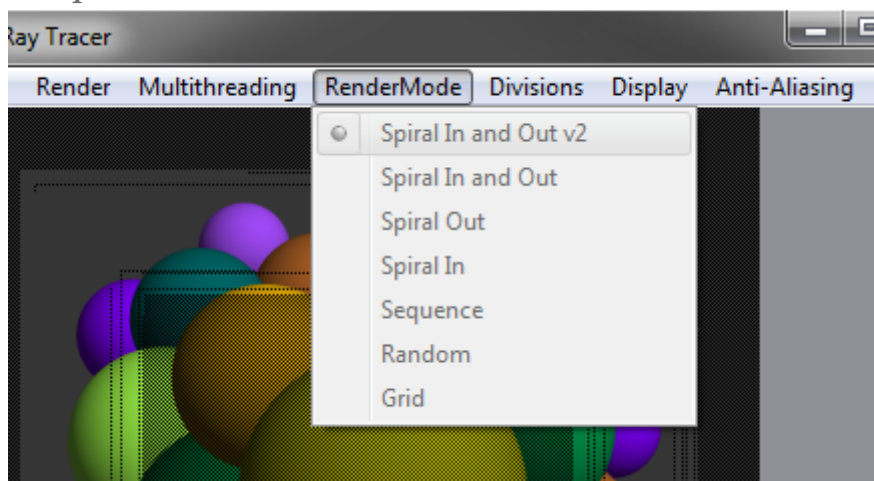 Ray Tracer
Render Multithreading RenderMode Divisions Display Anti-Aliasing
Spiral In and Out v2
Spiral In and Out
Spiral Out
Spiral In
Sequence
Random
Grid